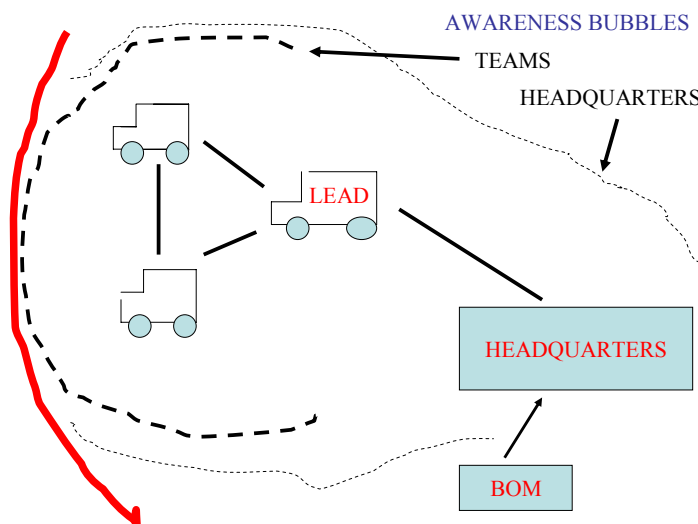 AWARENESS BUBBLES
TEAMS
HEADQUARTERS
LEAD
HEADQUARTERS
BOM